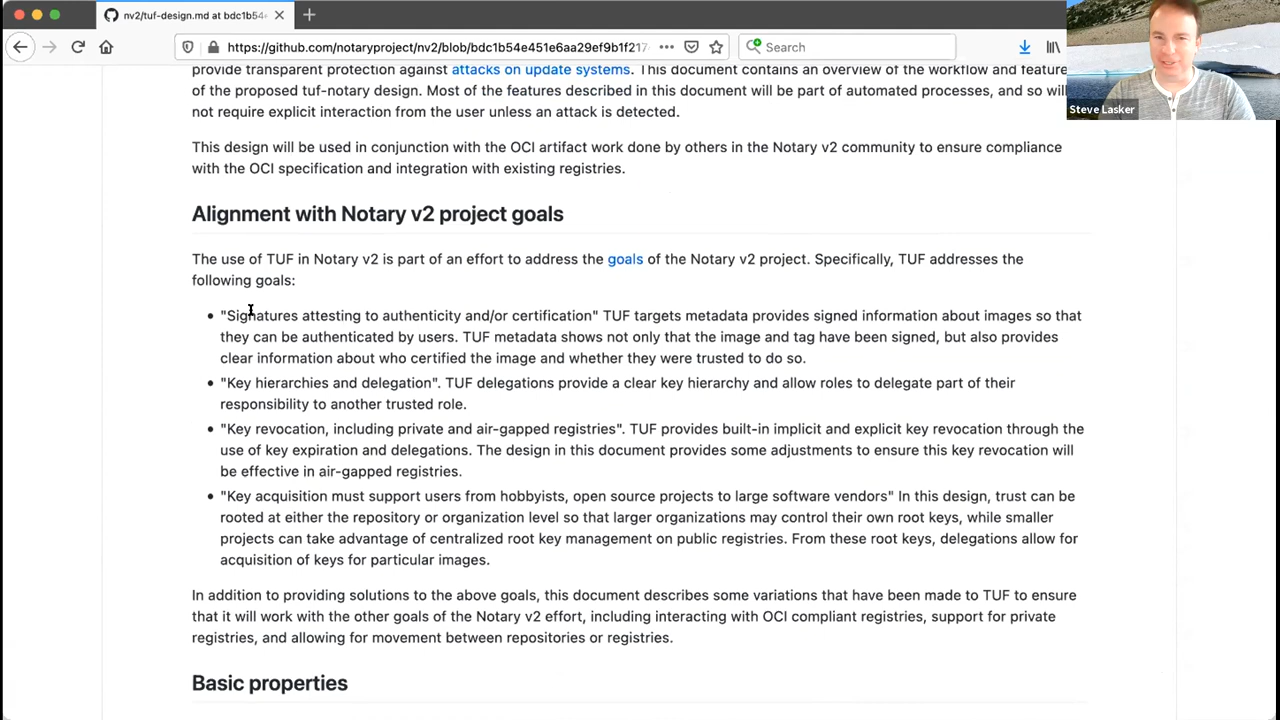 nv2/tuf-design.md at bdc1b54
https://github.com/notaryproject/nv2/blob/bdc1b54e451e6aa29ef9b1f217
Search
Steve Lasker
provide transparent protection against attacks on update systems. This document contains an overview of the workflow and feature
of the proposed tuf-notary design. Most of the features described in this document will be part of automated processes, and so will
not require explicit interaction from the user unless an attack is detected.
This design will be used in conjunction with the OCI artifact work done by others in the Notary v2 community to ensure compliance
with the OCI specification and integration with existing registries.
Alignment with Notary v2 project goals
The use of TUF in Notary v2 is part of an effort to address the goals of the Notary v2 project. Specifically, TUF addresses the
following goals:
• "Signatures attesting to authenticity and/or certification" TUF targets metadata provides signed information about images so that
they can be authenticated by users. TUF metadata shows not only that the image and tag have been signed, but also provides
clear information about who certified the image and whether they were trusted to do so.
• "Key hierarchies and delegation". TUF delegations provide a clear key hierarchy and allow roles to delegate part of their
responsibility to another trusted role.
• "Key revocation, including private and air-gapped registries". TUF provides built-in implicit and explicit key revocation through the
use of key expiration and delegations. The design in this document provides some adjustments to ensure this key revocation will
be effective in air-gapped registries.
• "Key acquisition must support users from hobbyists, open source projects to large software vendors" In this design, trust can be
rooted at either the repository or organization level so that larger organizations may control their own root keys, while smaller
projects can take advantage of centralized root key management on public registries. From these root keys, delegations allow for
acquisition of keys for particular images.
In addition to providing solutions to the above goals, this document describes some variations that have been made to TUF to ensure
that it will work with the other goals of the Notary v2 effort, including interacting with OCI compliant registries, support for private
registries, and allowing for movement between repositories or registries.
Basic properties